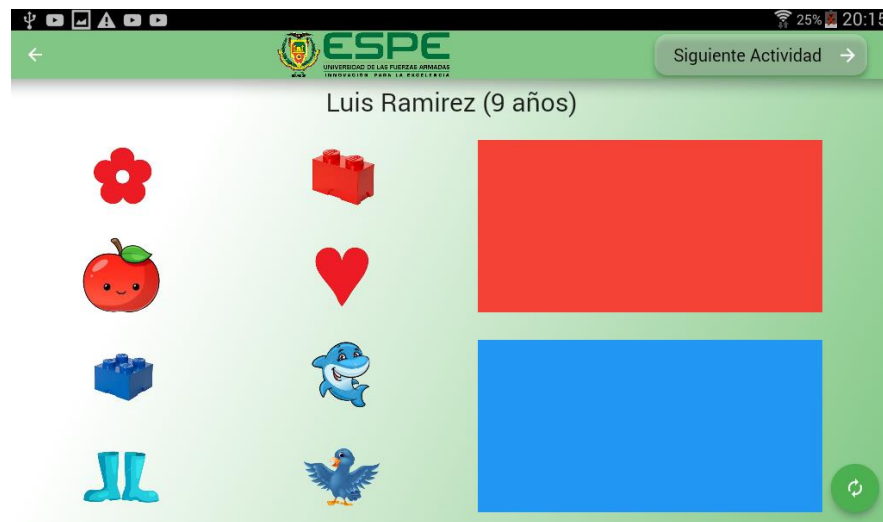 25% 20:15
ESPE
UNIVERSIDAD DE LAS FUERZAS ARMADAS
INNOVACIÓN PARA LA EXCELENCIA
Siguiente Actividad
Luis Ramirez (9 años)